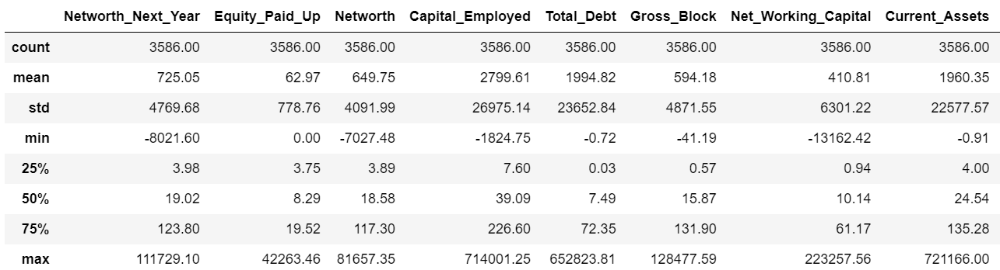 Networth_Next_Year Equity_Paid_Up Networth Capital_Employed Total_Debt Gross_Block Net_Working_Capital Current_Assets
count 3586.00 3586.00 3586.00 3586.00 3586.00 3586.00 3586.00 3586.00
mean 725.05 62.97 649.75 2799.61 1994.82 594.18 410.81 1960.35
std 4769.68 778.76 4091.99 26975.14 23652.84 4871.55 6301.22 22577.57
min -8021.60 0.00 -7027.48 -1824.75 -0.72 -41.19 -13162.42 -0.91
25% 3.98 3.75 3.89 7.60 0.03 0.57 0.94 4.00
50% 19.02 8.29 18.58 39.09 7.49 15.87 10.14 24.54
75% 123.80 19.52 117.30 226.60 72.35 131.90 61.17 135.28
max 111729.10 42263.46 81657.35 714001.25 652823.81 128477.59 223257.56 721166.00